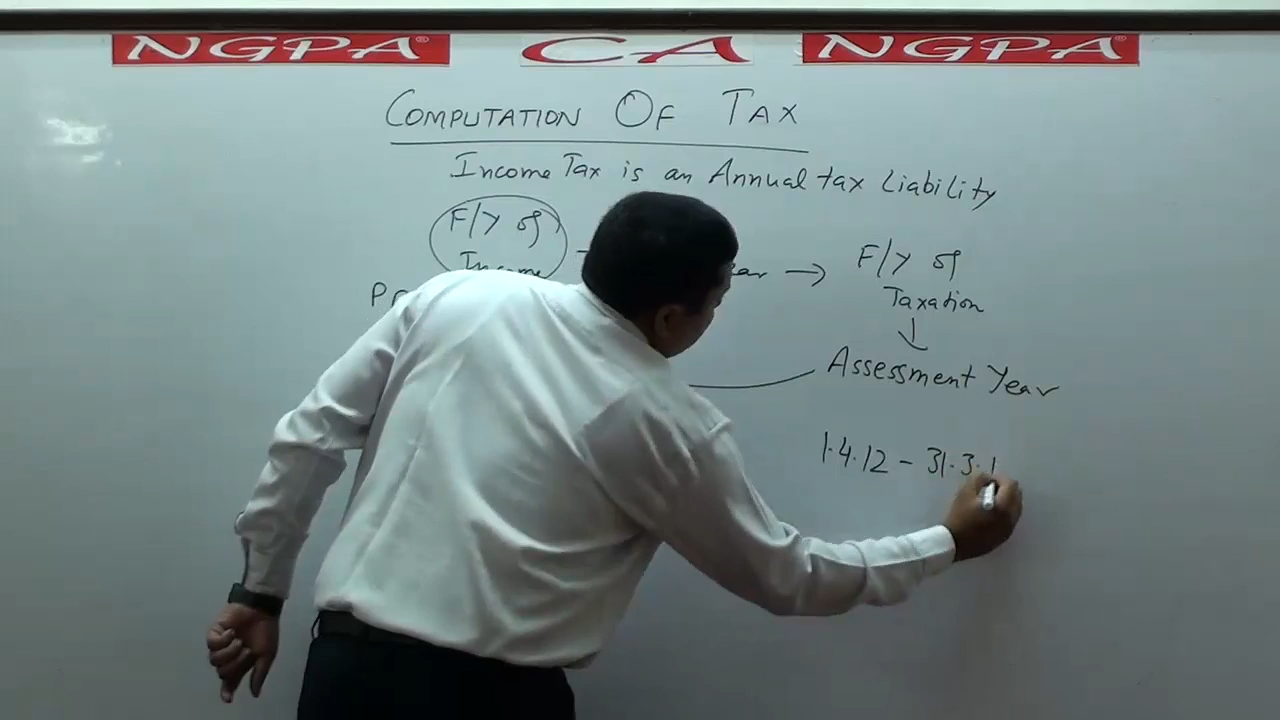 NGPA® CA NGPA®
COMPUTATION OF TAX
Income Tax is an Annual tax Liability
F/Y of
Income → F/Y of
Taxation
Assessment Year
1.4.12 - 31.3.1